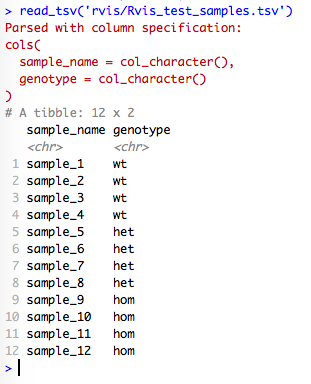 > read_tsv('rvis/Rvis_test_samples.tsv')
Parsed with column specification:
cols(
  sample_name = col_character(),
  genotype = col_character()
)
# A tibble: 12 x 2
   sample_name genotype
   <chr>       <chr>
 1 sample_1    wt
 2 sample_2    wt
 3 sample_3    wt
 4 sample_4    wt
 5 sample_5    het
 6 sample_6    het
 7 sample_7    het
 8 sample_8    het
 9 sample_9    hom
10 sample_10   hom
11 sample_11   hom
12 sample_12   hom
>